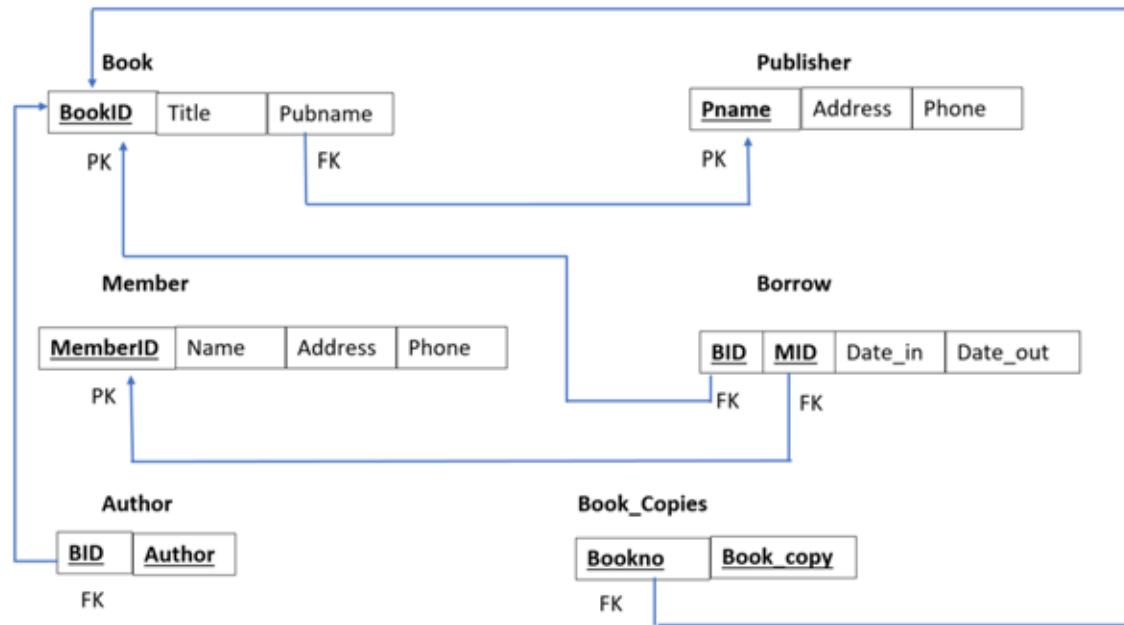 Book
Publisher
BookID Title Pubname
Pname Address Phone
PK
FK
PK
Member
Borrow
MemberID Name Address Phone
BID MID Date_in Date_out
PK
FK
FK
Author
Book_Copies
BID Author
Bookno Book_copy
FK
FK